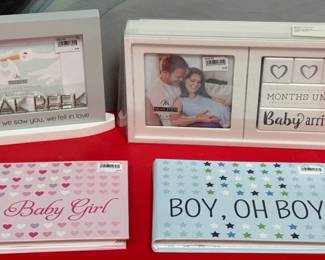 AK PEEK
we saw you, we fell in love
MONTHS UN
Baby arri
Baby Girl
BOY, OH BOY